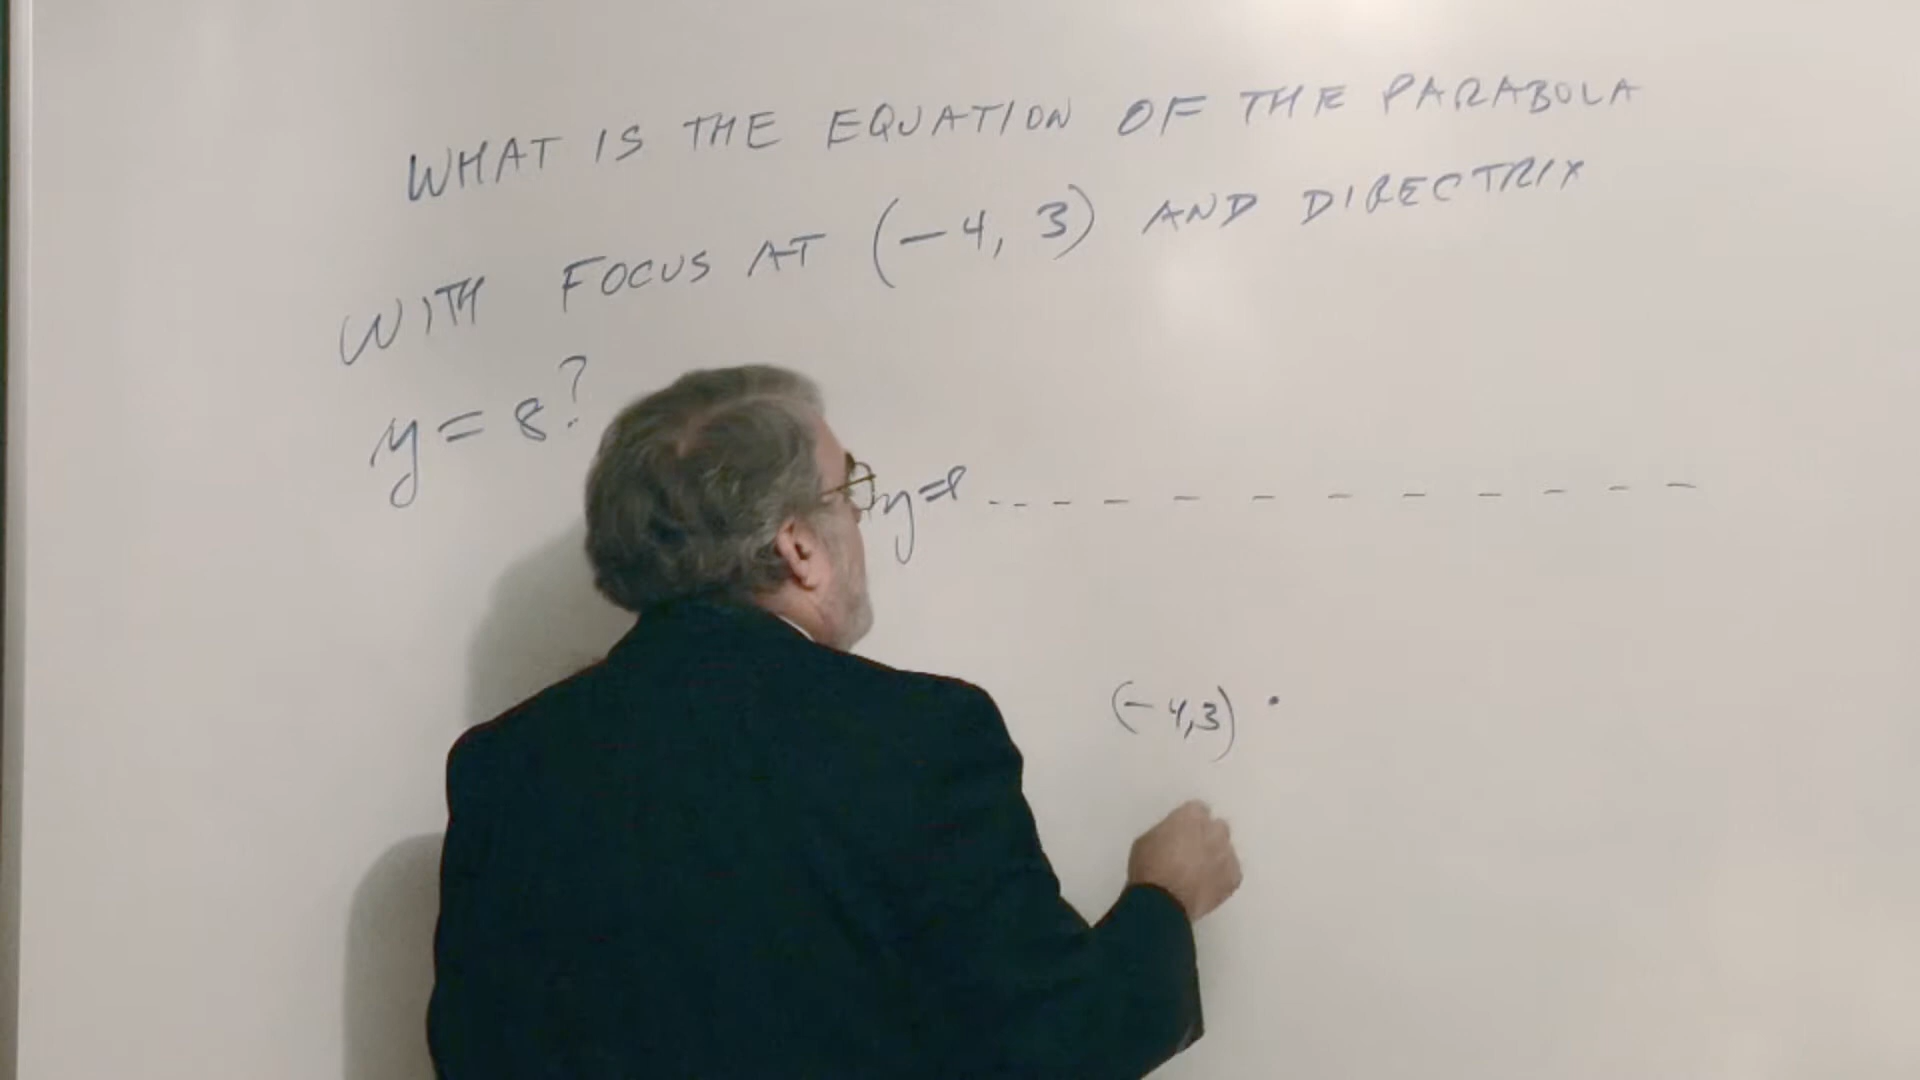 WHAT IS THE EQUATION OF THE PARABOLA
WITH FOCUS AT (-4, 3) AND DIRECTRIX
y = 8?
y=8
(-4,3)